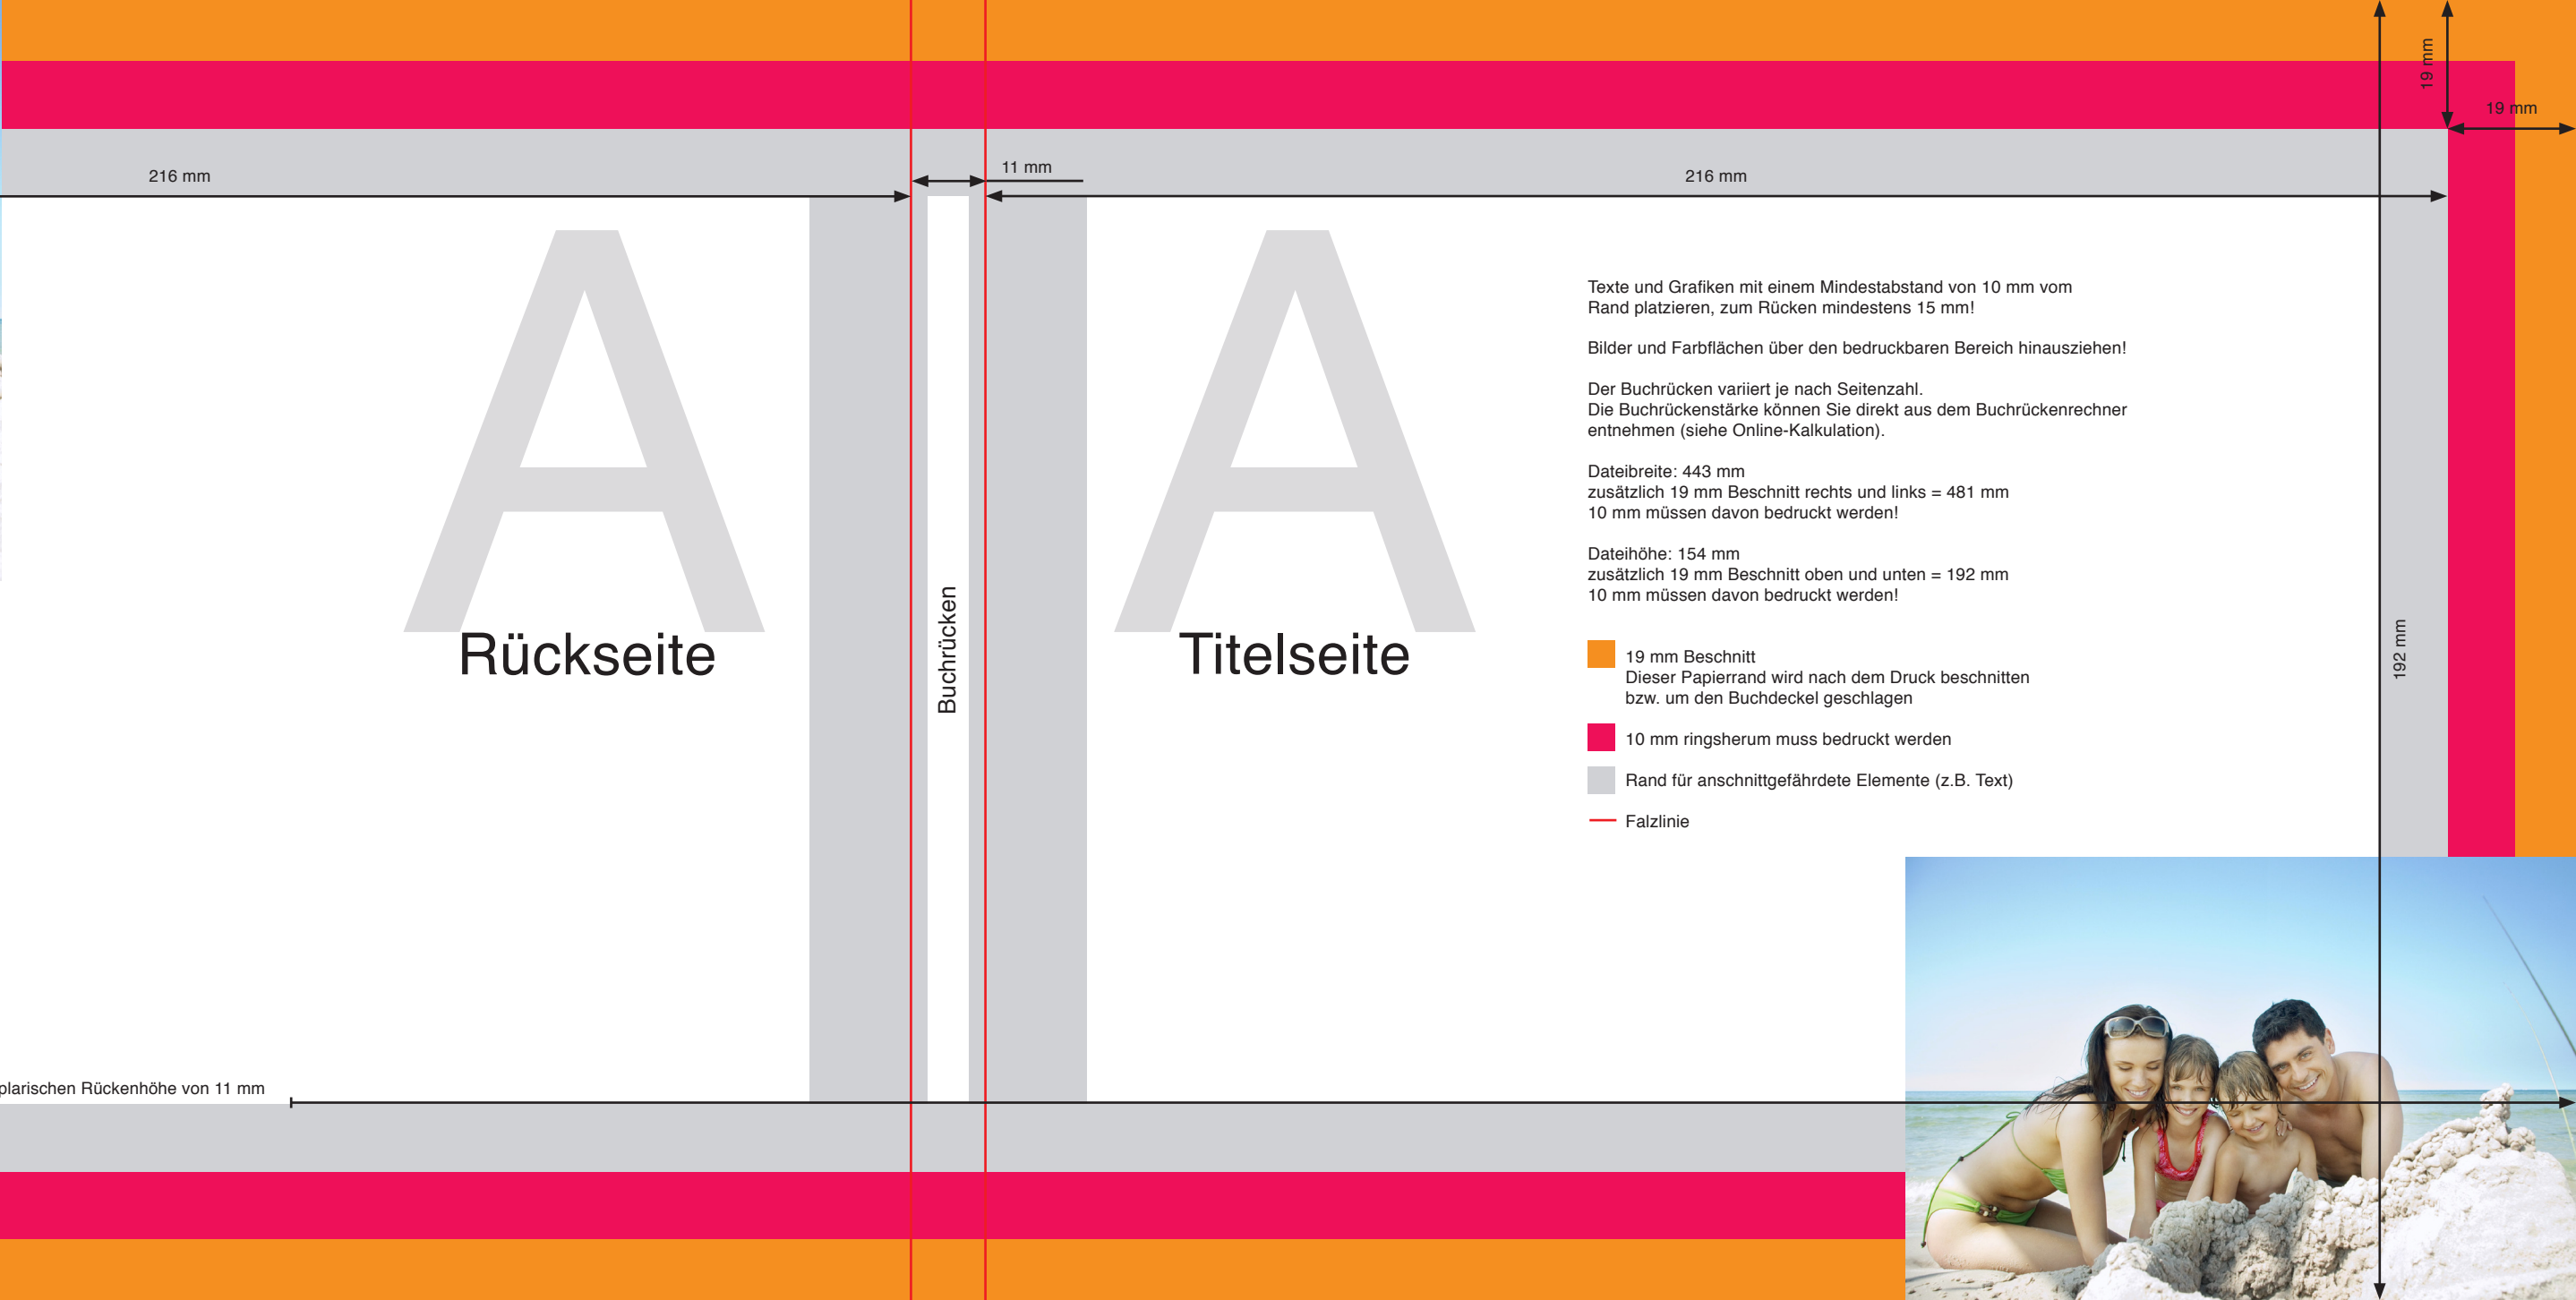 19 mm
19 mm
216 mm
11 mm
216 mm
A
A
Rückseite
Buchrücken
Titelseite
Texte und Grafiken mit einem Mindestabstand von 10 mm vom
Rand platzieren, zum Rücken mindestens 15 mm!
Bilder und Farbflächen über den bedruckbaren Bereich hinausziehen!
Der Buchrücken variiert je nach Seitenzahl.
Die Buchrückenstärke können Sie direkt aus dem Buchrückenrechner
entnehmen (siehe Online-Kalkulation).
Dateibreite: 443 mm
zusätzlich 19 mm Beschnitt rechts und links = 481 mm
10 mm müssen davon bedruckt werden!
Dateihöhe: 154 mm
zusätzlich 19 mm Beschnitt oben und unten = 192 mm
10 mm müssen davon bedruckt werden!
19 mm Beschnitt
Dieser Papierrand wird nach dem Druck beschnitten
bzw. um den Buchdeckel geschlagen
10 mm ringsherum muss bedruckt werden
Rand für anschnittgefährdete Elemente (z.B. Text)
Falzlinie
192 mm
plarischen Rückenhöhe von 11 mm